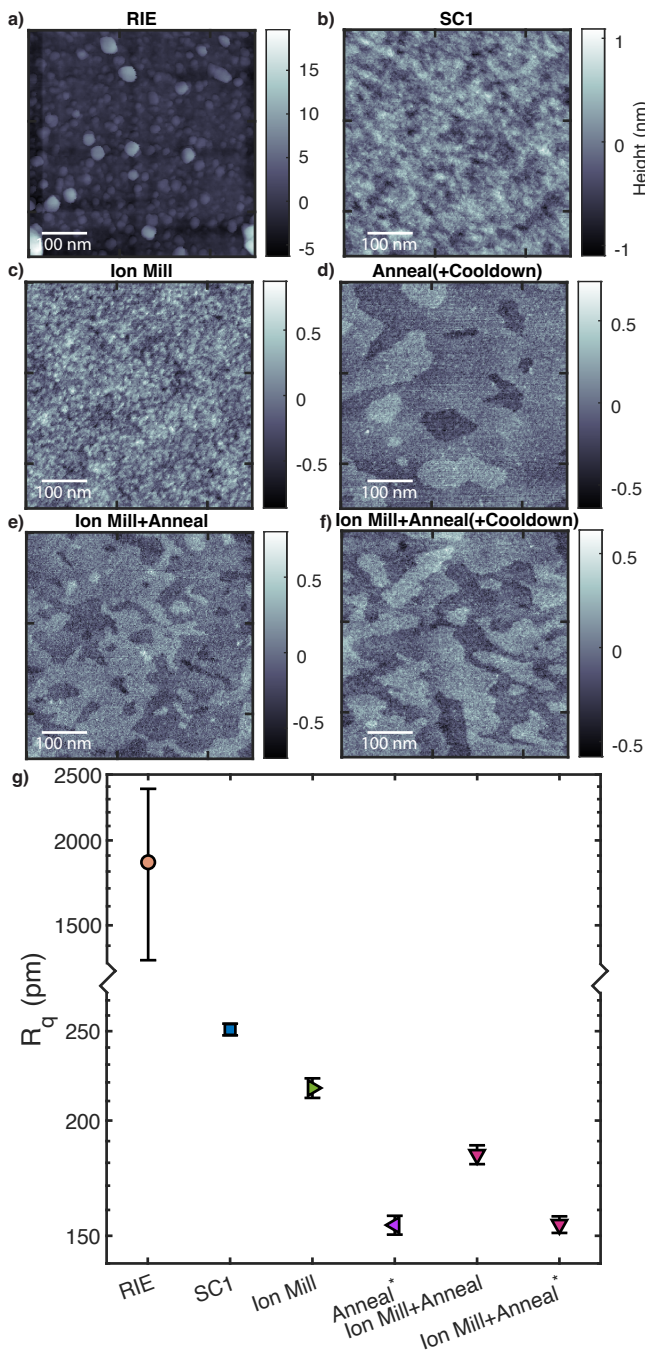 a) RIE
15
10
5
0
-5
100 nm
b) SC1
1
0
-1
Height (nm)
100 nm
c) Ion Mill
0.5
0
-0.5
100 nm
d) Anneal(+Cooldown)
0.5
0
-0.5
100 nm
e) Ion Mill+Anneal
0.5
0
-0.5
100 nm
f) Ion Mill+Anneal(+Cooldown)
0.5
0
-0.5
100 nm
g)
2500
2000
1500
250
200
150
R_q (pm)
RIE
SC1
Ion Mill
Anneal*
Ion Mill+Anneal
Ion Mill+Anneal*